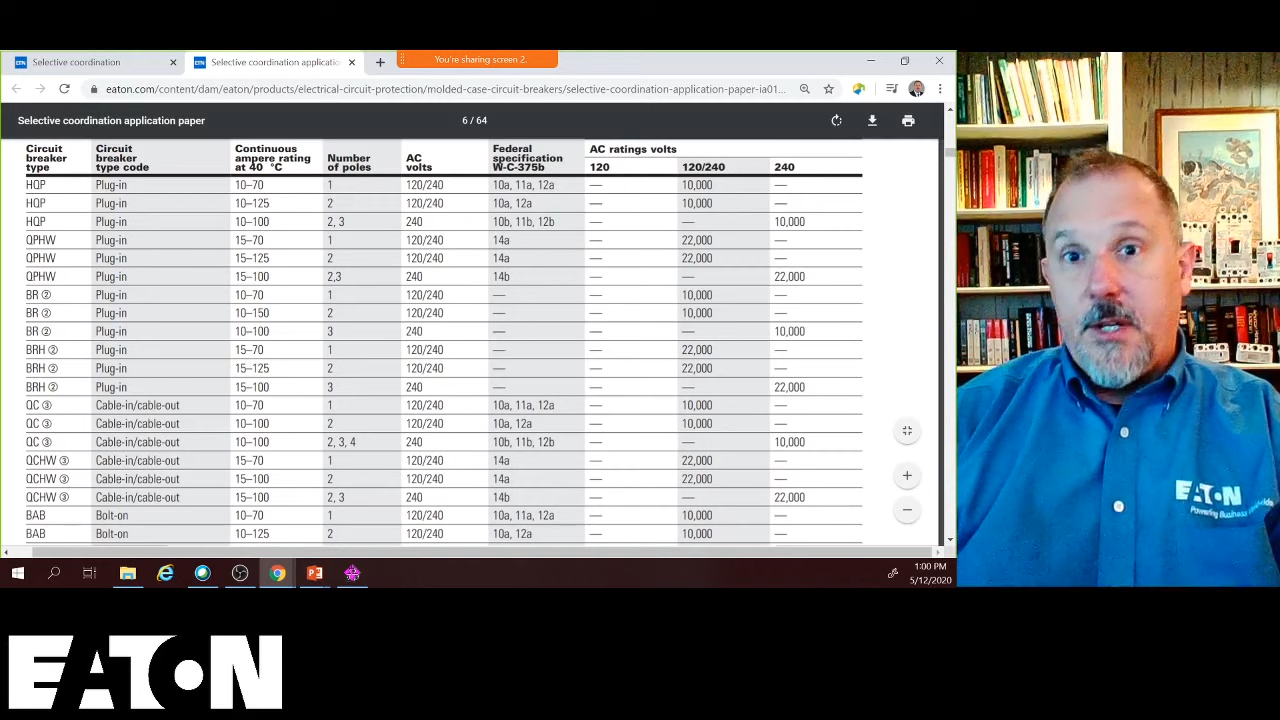 Selective coordination
Selective coordination applicatio
You're sharing screen 2.
eaton.com/content/dam/eaton/products/electrical-circuit-protection/molded-case-circuit-breakers/selective-coordination-application-paper-ia01...
Selective coordination application paper
6 / 64
Circuit breaker type | Circuit breaker type code | Continuous ampere rating at 40 °C | Number of poles | AC volts | Federal specification W-C-375b | AC ratings volts
120 | 120/240 | 240
HQP Plug-in 10–70 1 120/240 10a, 11a, 12a — 10,000 —
HQP Plug-in 10–125 2 120/240 10a, 12a — 10,000 —
HQP Plug-in 10–100 2, 3 240 10b, 11b, 12b — — 10,000
QPHW Plug-in 15–70 1 120/240 14a — 22,000 —
QPHW Plug-in 15–125 2 120/240 14a — 22,000 —
QPHW Plug-in 15–100 2,3 240 14b — — 22,000
BR ② Plug-in 10–70 1 120/240 — — 10,000 —
BR ② Plug-in 10–150 2 120/240 — — 10,000 —
BR ② Plug-in 10–100 3 240 — — — 10,000
BRH ② Plug-in 15–70 1 120/240 — — 22,000 —
BRH ② Plug-in 15–125 2 120/240 — — 22,000 —
BRH ② Plug-in 15–100 3 240 — — — 22,000
QC ③ Cable-in/cable-out 10–70 1 120/240 10a, 11a, 12a — 10,000 —
QC ③ Cable-in/cable-out 10–100 2 120/240 10a, 12a — 10,000 —
QC ③ Cable-in/cable-out 10–100 2, 3, 4 240 10b, 11b, 12b — — 10,000
QCHW ③ Cable-in/cable-out 15–70 1 120/240 14a — 22,000 —
QCHW ③ Cable-in/cable-out 15–100 2 120/240 14a — 22,000 —
QCHW ③ Cable-in/cable-out 15–100 2, 3 240 14b — — 22,000
BAB Bolt-on 10–70 1 120/240 10a, 11a, 12a — 10,000 —
BAB Bolt-on 10–125 2 120/240 10a, 12a — 10,000 —
1:00 PM
5/12/2020
EATON
Powering Business
EATON